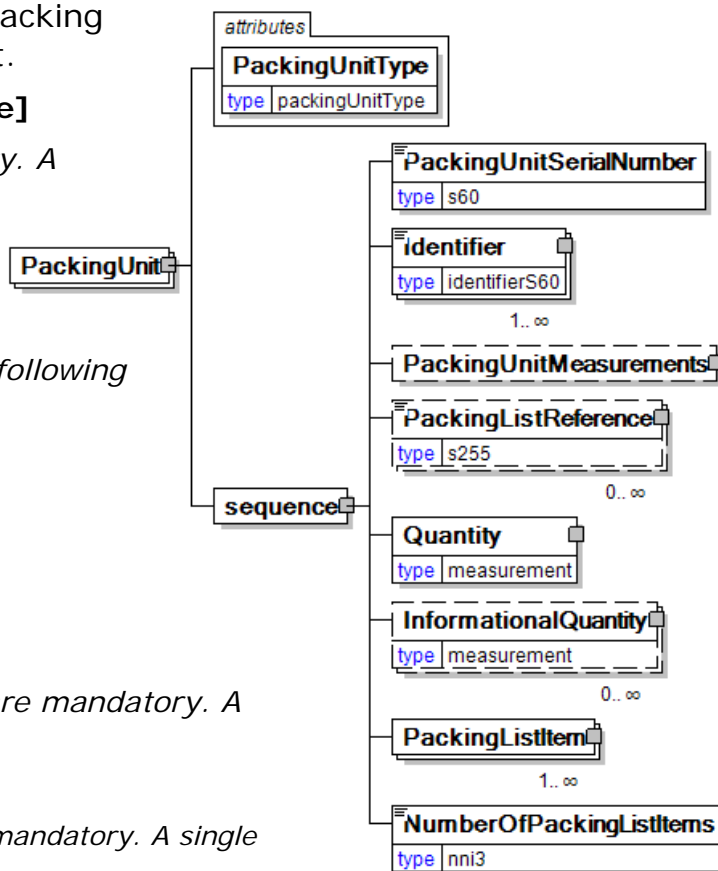 acking
t.
e]
y. A
following
re mandatory. A
mandatory. A single
attributes
PackingUnitType
type packingUnitType
PackingUnit
sequence
PackingUnitSerialNumber
type s60
Identifier
type identifierS60
1.. ∞
PackingUnitMeasurements
PackingListReference
type s255
0.. ∞
Quantity
type measurement
InformationalQuantity
type measurement
0.. ∞
PackingListItem
1.. ∞
NumberOfPackingListItems
type nni3